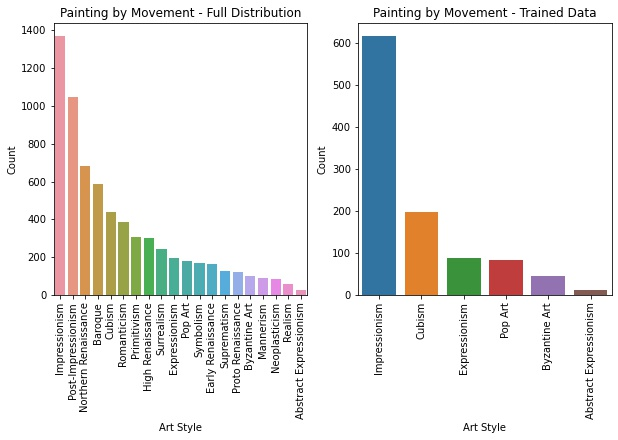 Painting by Movement - Full Distribution
Count
1400
1200
1000
800
600
400
200
0
Impressionism
Post-Impressionism
Northern Renaissance
Baroque
Cubism
Romanticism
Primitivism
High Renaissance
Surrealism
Expressionism
Pop Art
Symbolism
Early Renaissance
Suprematism
Proto Renaissance
Byzantine Art
Mannerism
Neoplasticism
Realism
Abstract Expressionism
Art Style
Painting by Movement - Trained Data
Count
600
500
400
300
200
100
0
Impressionism
Cubism
Expressionism
Pop Art
Byzantine Art
Abstract Expressionism
Art Style